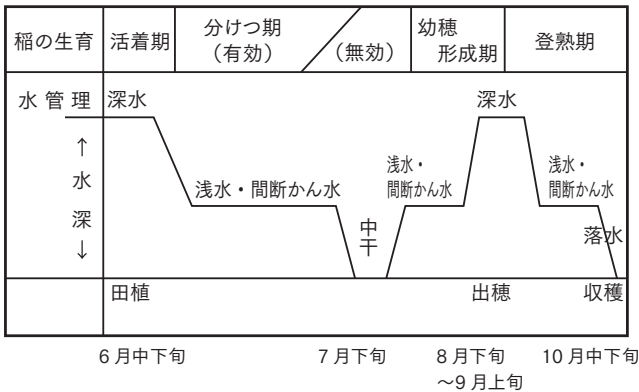 稲の生育
活着期
分けつ期
（有効）
（無効）
幼穂
形成期
登熟期
水管理
深水
深水
↑
水
深
↓
浅水・間断かん水
中
干
浅水・
間断かん水
浅水・
間断かん水
落水
田植
出穂
収穫
6月中下旬
7月下旬
8月下旬
～9月上旬
10月中下旬